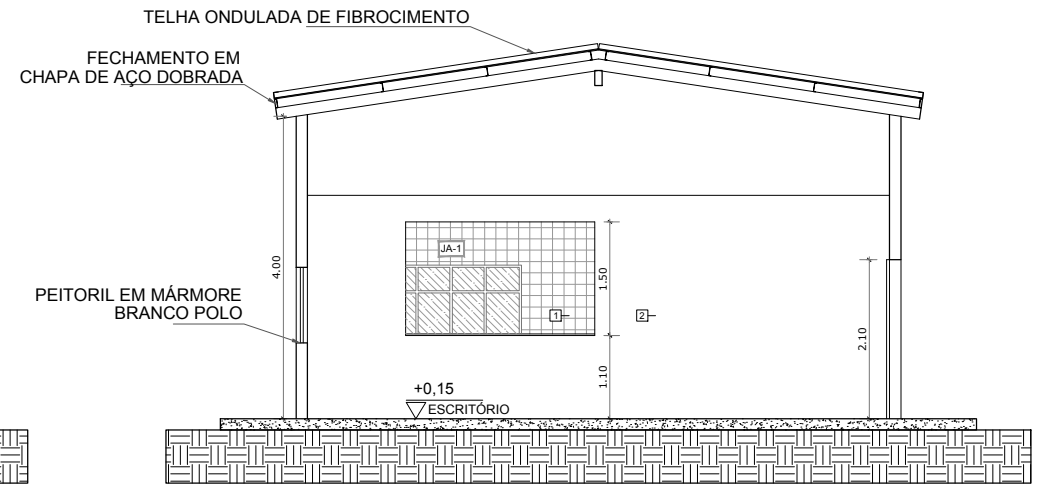 TELHA ONDULADA DE FIBROCIMENTO
FECHAMENTO EM
CHAPA DE AÇO DOBRADA
JA-1
4.00
1.50
PEITORIL EM MÁRMORE
BRANCO POLO
1
2
2.10
1.10
+0,15
ESCRITÓRIO